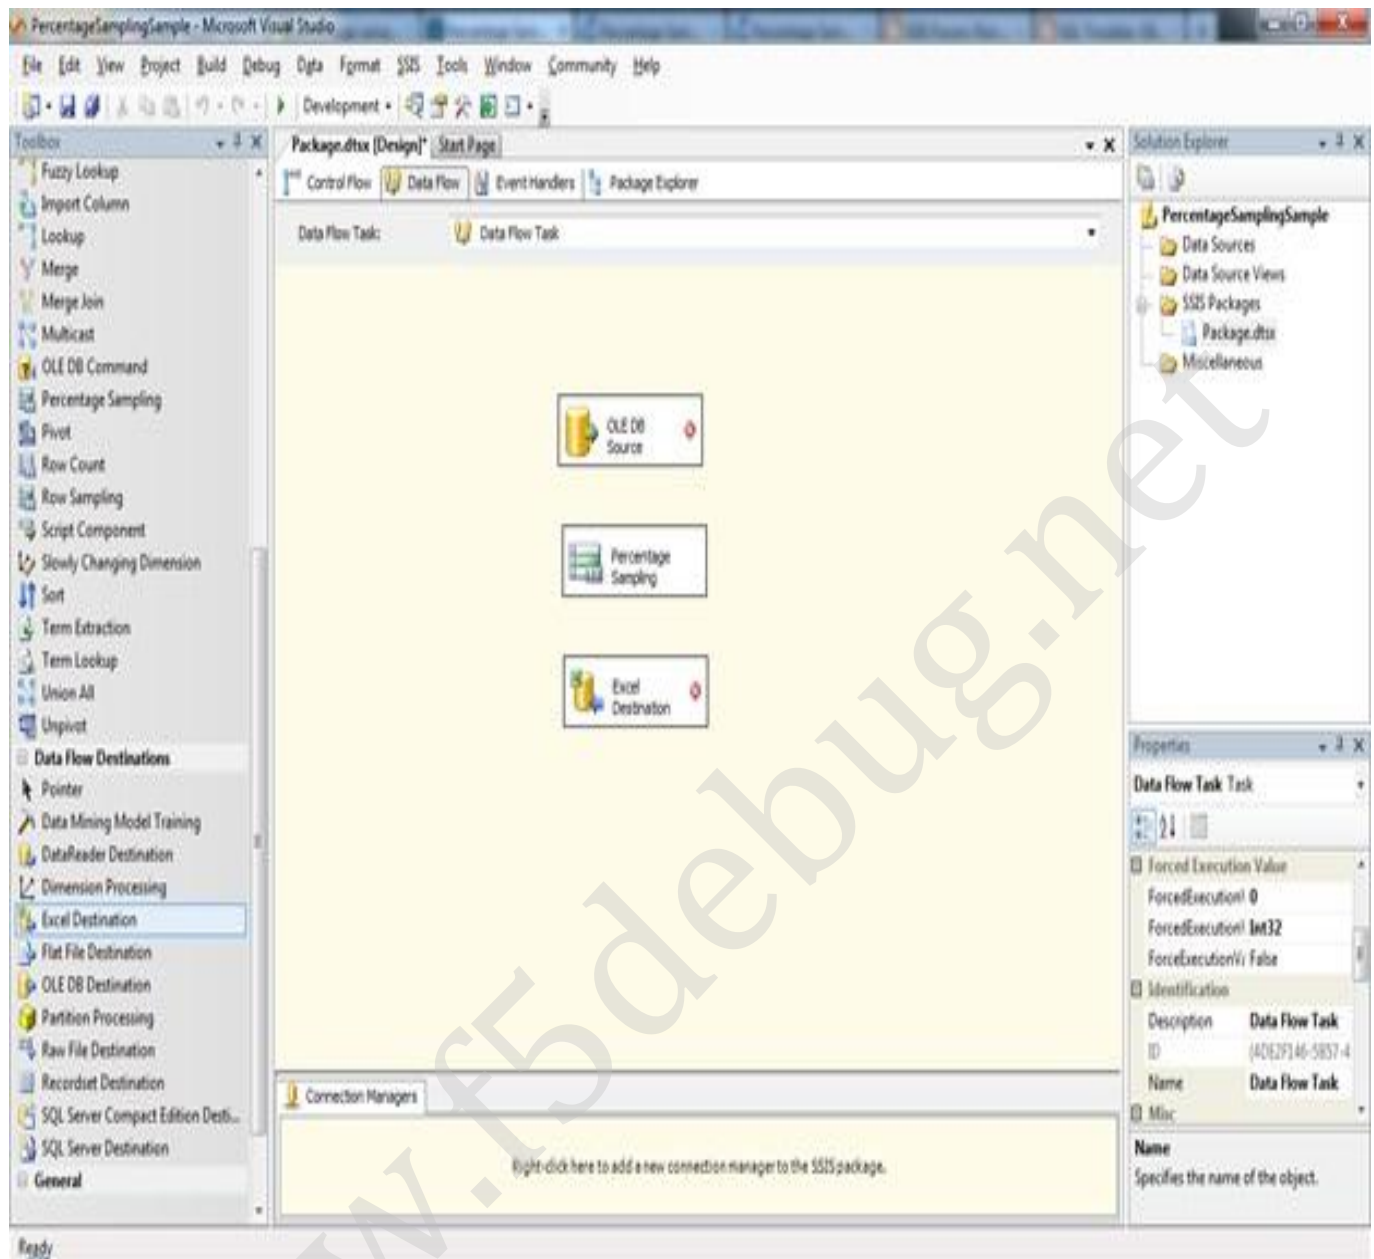 PercentageSamplingSample - Microsoft Visual Studio
File Edit View Project Build Debug Data Format SSIS Tools Window Community Help
Development
Toolbox
Fuzzy Lookup
Import Column
Lookup
Merge
Merge Join
Multicast
OLE DB Command
Percentage Sampling
Pivot
Row Count
Row Sampling
Script Component
Slowly Changing Dimension
Sort
Term Extraction
Term Lookup
Union All
Unpivot
Data Flow Destinations
Pointer
Data Mining Model Training
DataReader Destination
Dimension Processing
Excel Destination
Flat File Destination
OLE DB Destination
Partition Processing
Raw File Destination
Recordset Destination
SQL Server Compact Edition Desti...
SQL Server Destination
General
Package.dtsx [Design]* Start Page
Control Flow Data Flow Event Handlers Package Explorer
Data Flow Task: Data Flow Task
OLE DB
Source
Percentage
Sampling
Excel
Destination
Connection Managers
Right-click here to add a new connection manager to the SSIS package.
Solution Explorer
PercentageSamplingSample
Data Sources
Data Source Views
SSIS Packages
Package.dtsx
Miscellaneous
Properties
Data Flow Task Task
Forced Execution Value
ForcedExecution 0
ForcedExecution Int32
ForceExecutionV False
Identification
Description Data Flow Task
ID {4DE2F146-5B57-4
Name Data Flow Task
Misc
Name
Specifies the name of the object.
Ready
w.f5debug.net